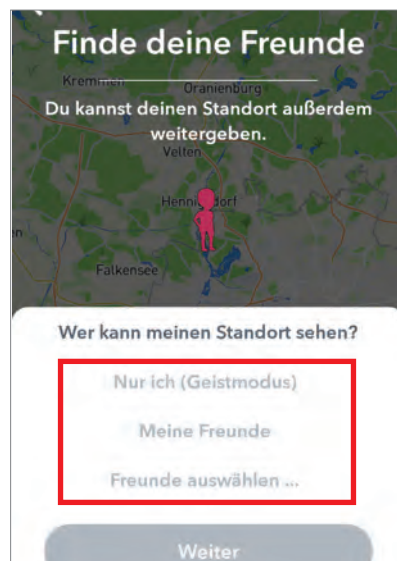 Finde deine Freunde
Kremmen
Oranienburg
Du kannst deinen Standort außerdem
weitergeben.
Velten
Falkensee
Wer kann meinen Standort sehen?
Nur ich (Geistmodus)
Meine Freunde
Freunde auswählen ...
Weiter